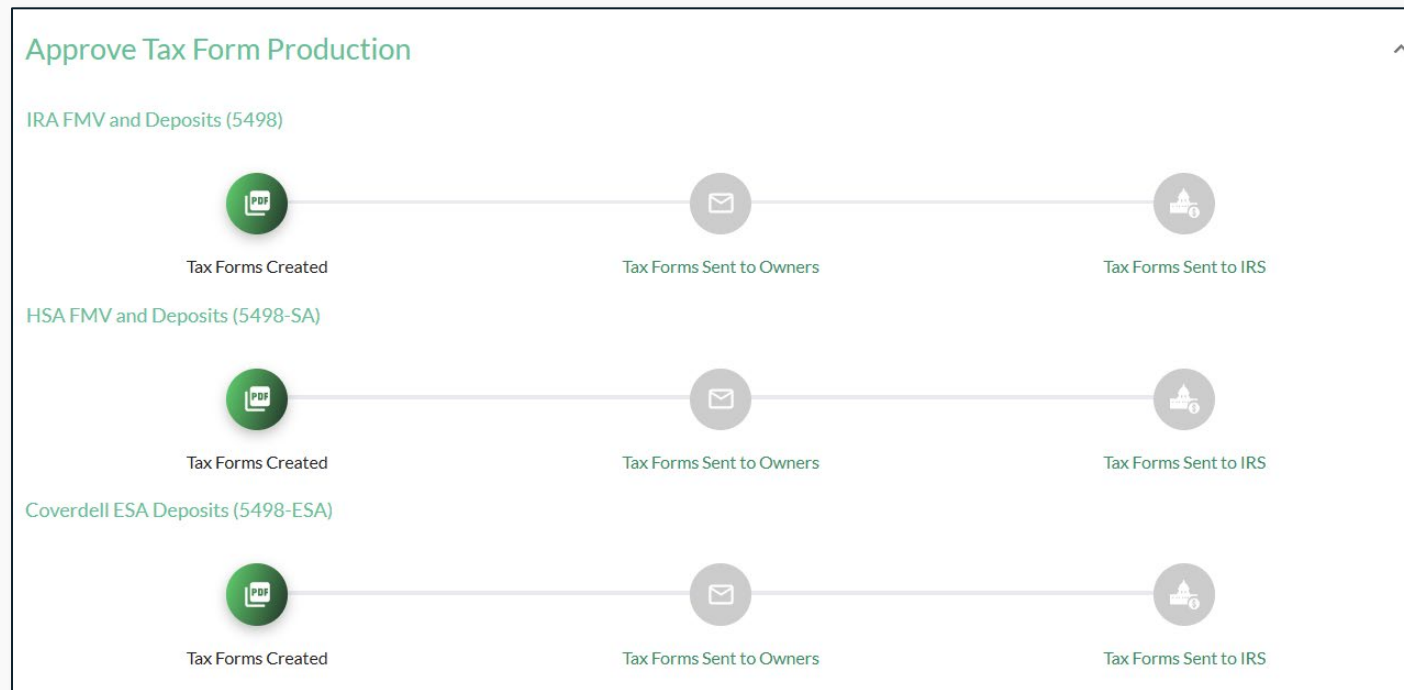 Approve Tax Form Production
IRA FMV and Deposits (5498)
PDF
Tax Forms Created Tax Forms Sent to Owners Tax Forms Sent to IRS
HSA FMV and Deposits (5498-SA)
PDF
Tax Forms Created Tax Forms Sent to Owners Tax Forms Sent to IRS
Coverdell ESA Deposits (5498-ESA)
PDF
Tax Forms Created Tax Forms Sent to Owners Tax Forms Sent to IRS